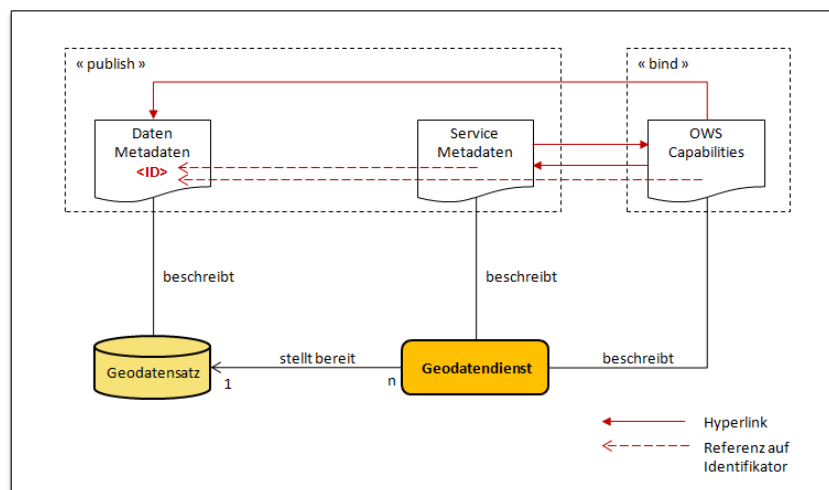 « publish »
« bind »
Daten
Metadaten
<ID>
Service
Metadaten
OWS
Capabilities
beschreibt
beschreibt
Geodatensatz
1
stellt bereit
n
Geodatendienst
beschreibt
Hyperlink
Referenz auf
Identifikator